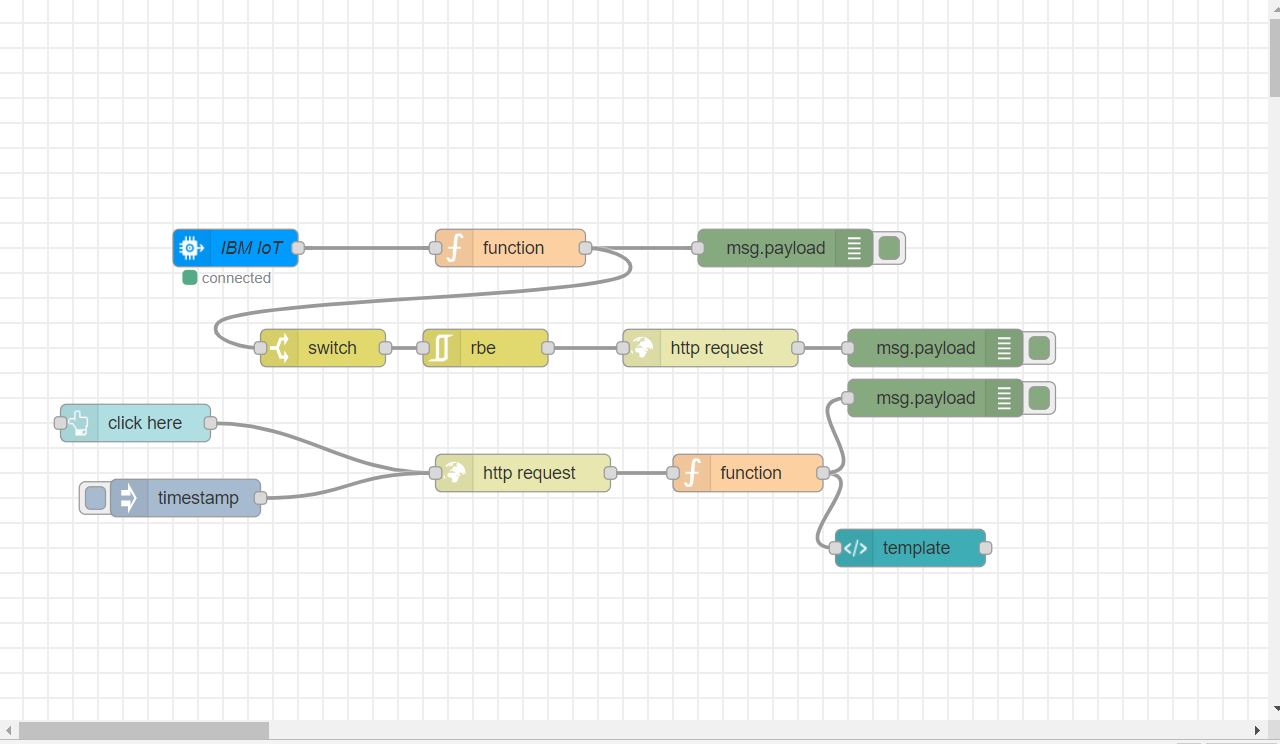 IBM IoT
function
msg.payload
connected
switch
rbe
http request
msg.payload
msg.payload
click here
http request
function
timestamp
template